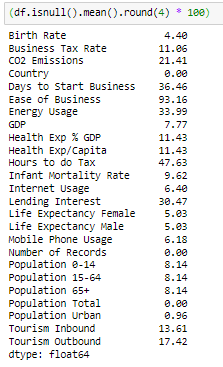 (df.isnull().mean().round(4) * 100)
Birth Rate 4.40
Business Tax Rate 11.06
CO2 Emissions 21.41
Country 0.00
Days to Start Business 36.46
Ease of Business 93.16
Energy Usage 33.99
GDP 7.77
Health Exp % GDP 11.43
Health Exp/Capita 11.43
Hours to do Tax 47.63
Infant Mortality Rate 9.62
Internet Usage 6.40
Lending Interest 30.47
Life Expectancy Female 5.03
Life Expectancy Male 5.03
Mobile Phone Usage 6.18
Number of Records 0.00
Population 0-14 8.14
Population 15-64 8.14
Population 65+ 8.14
Population Total 0.00
Population Urban 0.96
Tourism Inbound 13.61
Tourism Outbound 17.42
dtype: float64